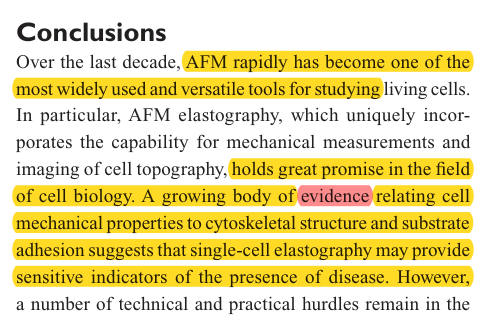 Conclusions
Over the last decade, AFM rapidly has become one of the
most widely used and versatile tools for studying living cells.
In particular, AFM elastography, which uniquely incor-
porates the capability for mechanical measurements and
imaging of cell topography, holds great promise in the field
of cell biology. A growing body of evidence relating cell
mechanical properties to cytoskeletal structure and substrate
adhesion suggests that single-cell elastography may provide
sensitive indicators of the presence of disease. However,
a number of technical and practical hurdles remain in the